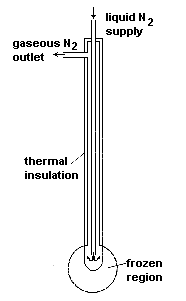 liquid N₂
supply
gaseous N₂
outlet
thermal
insulation
frozen
region